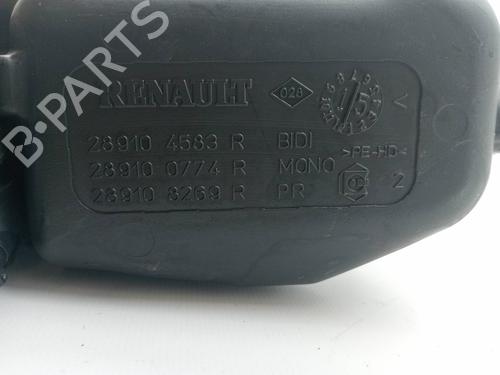 RENAULT 028
28910 4583 R BIDI
28910 0774 R MONO >PE-HD<
28910 8269 R PR 2
B-PARTS